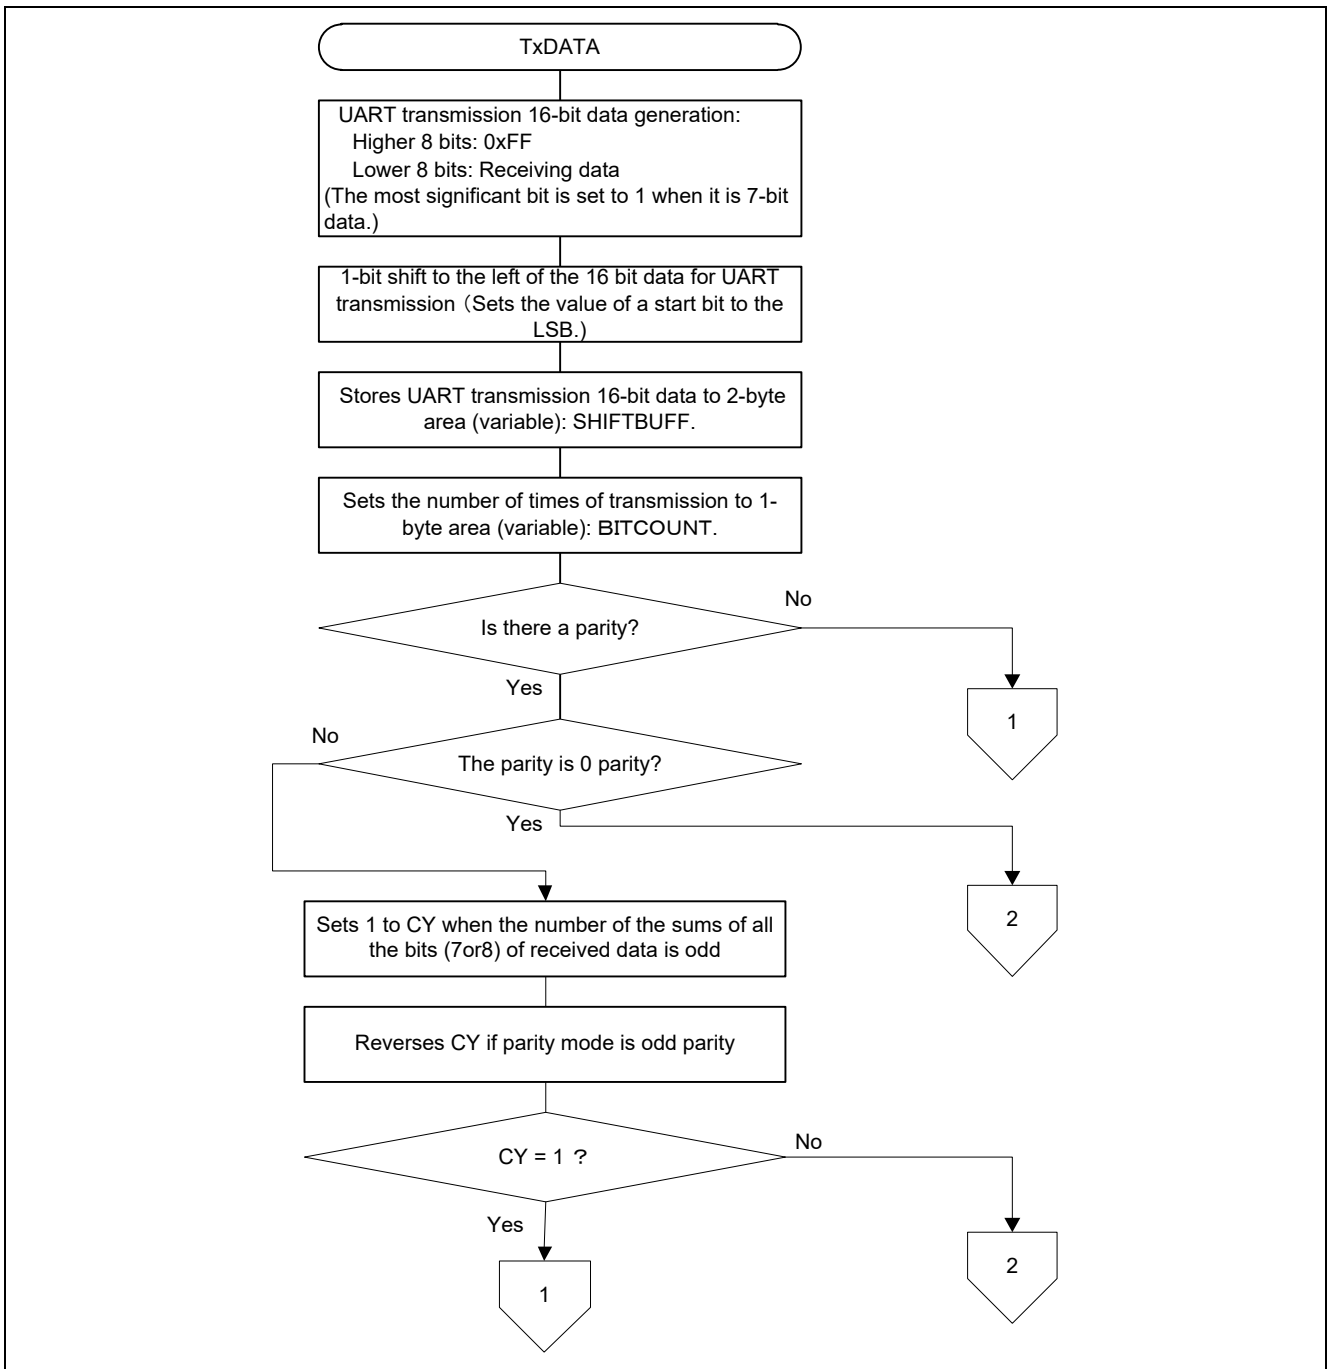 TxDATA
UART transmission 16-bit data generation:
Higher 8 bits: 0xFF
Lower 8 bits: Receiving data
(The most significant bit is set to 1 when it is 7-bit
data.)
1-bit shift to the left of the 16 bit data for UART
transmission（Sets the value of a start bit to the
LSB.)
Stores UART transmission 16-bit data to 2-byte
area (variable): SHIFTBUFF.
Sets the number of times of transmission to 1-
byte area (variable): BITCOUNT.
Is there a parity?
No
Yes
1
The parity is 0 parity?
No
Yes
2
Sets 1 to CY when the number of the sums of all
the bits (7or8) of received data is odd
Reverses CY if parity mode is odd parity
CY = 1 ？
No
Yes
2
1